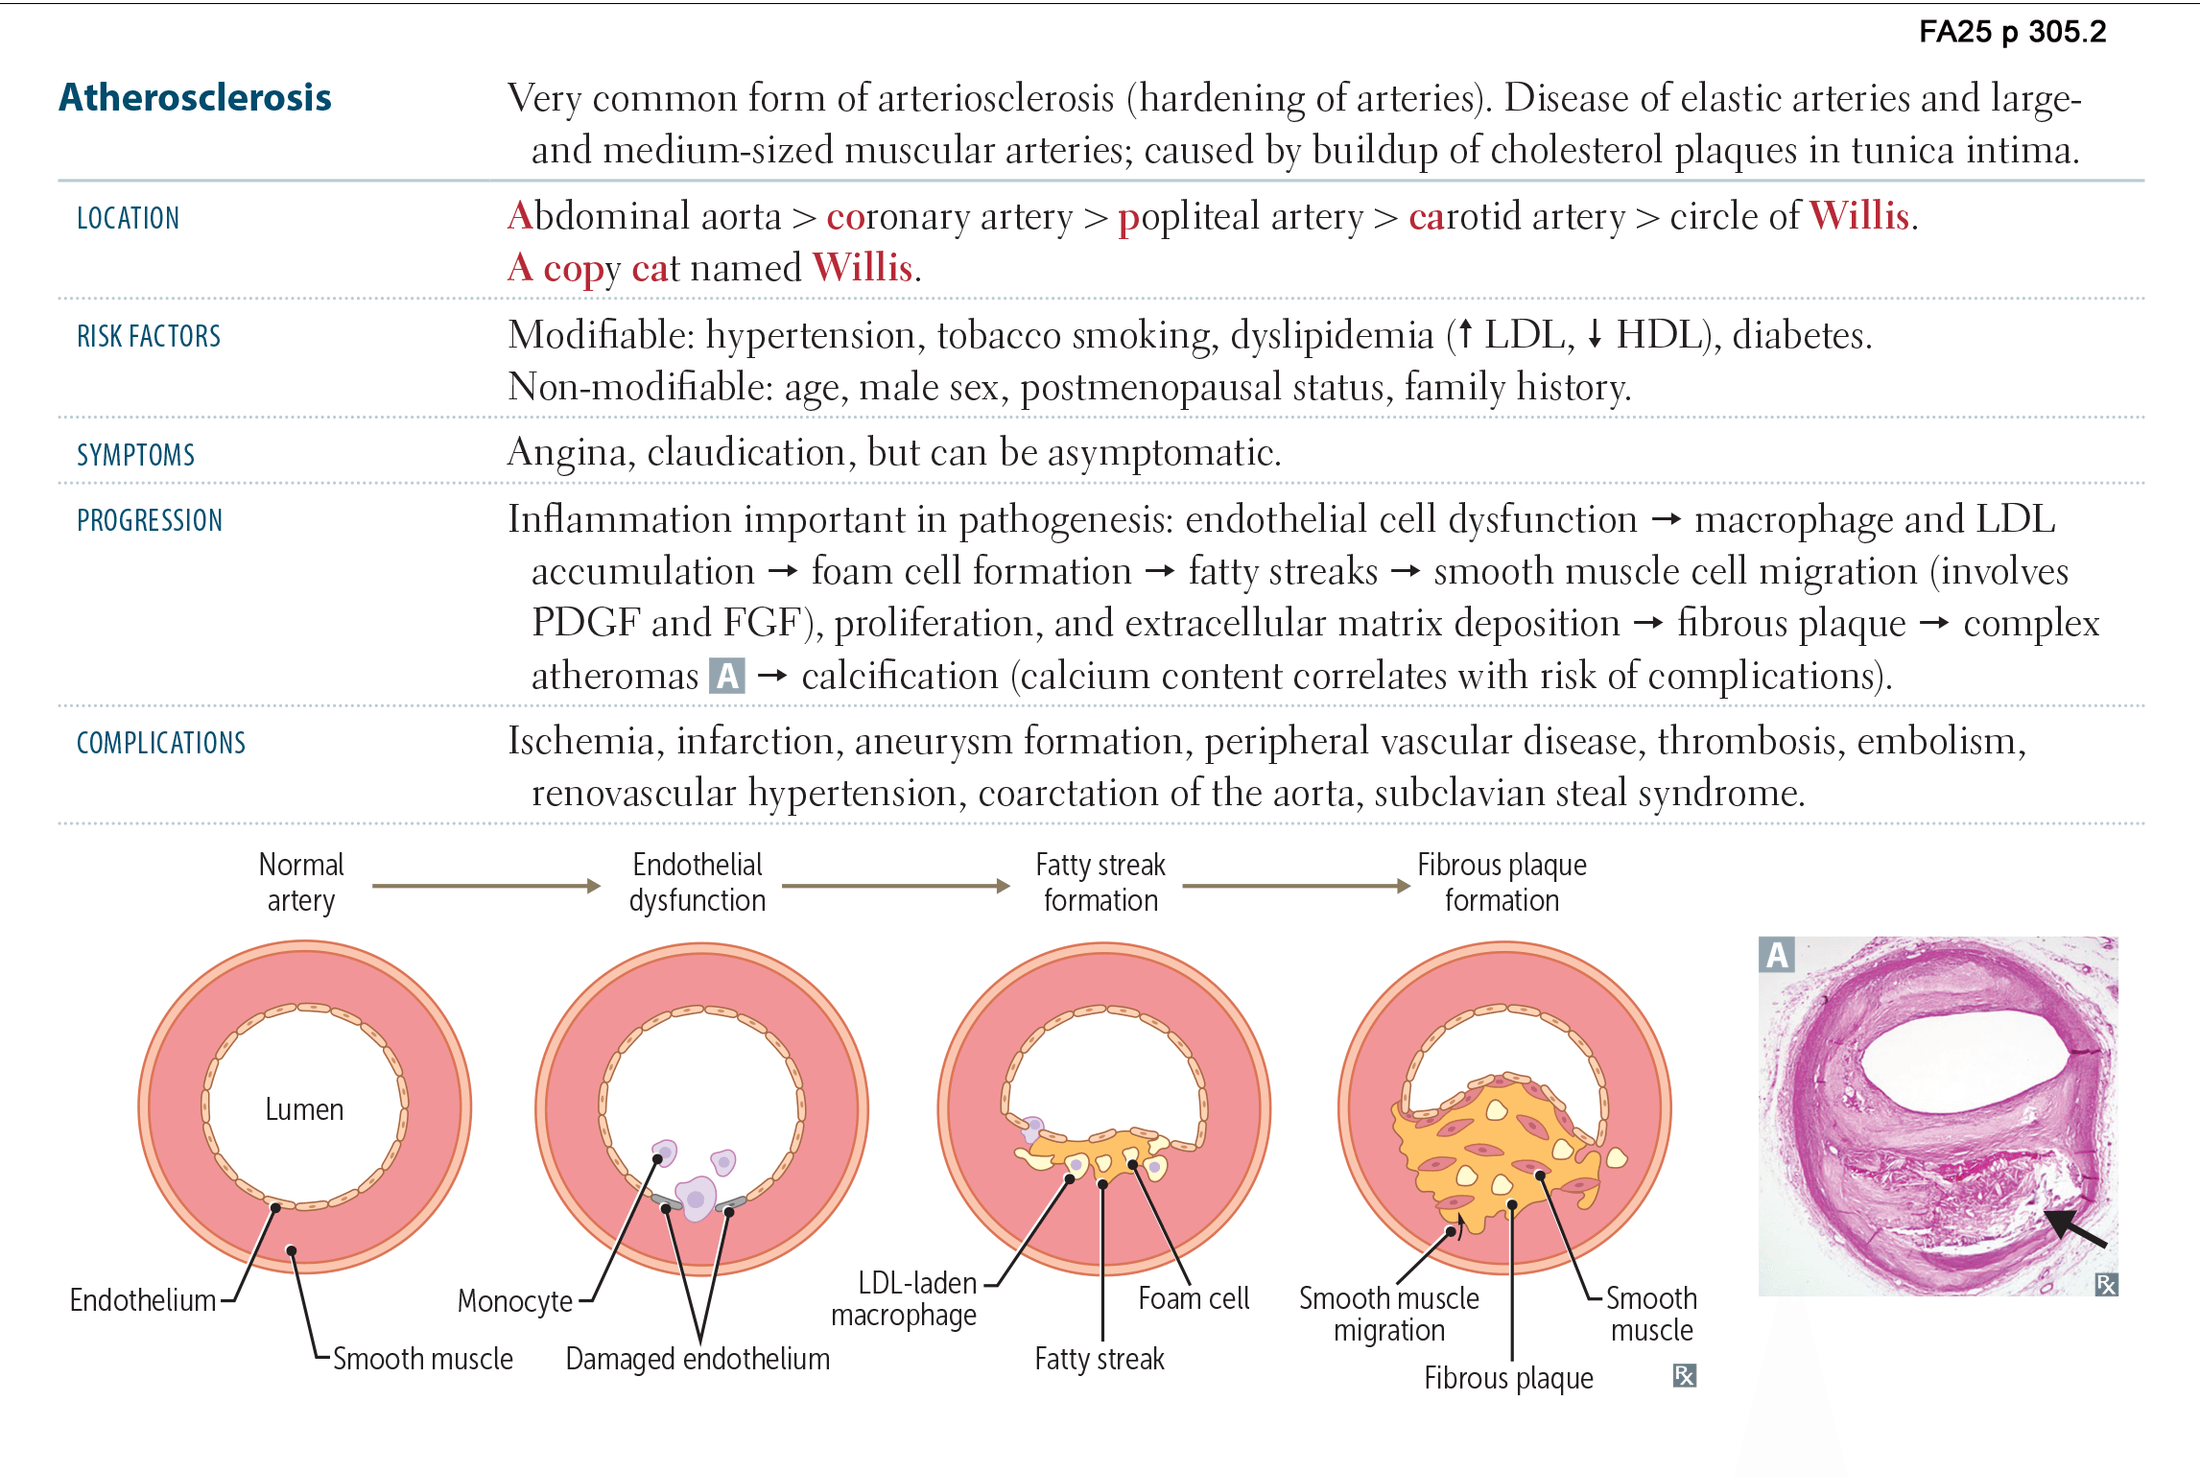 FA25 p 305.2
Atherosclerosis
Very common form of arteriosclerosis (hardening of arteries). Disease of elastic arteries and large-
and medium-sized muscular arteries; caused by buildup of cholesterol plaques in tunica intima.
LOCATION
Abdominal aorta > coronary artery > popliteal artery > carotid artery > circle of Willis.
A copy cat named Willis.
RISK FACTORS
Modifiable: hypertension, tobacco smoking, dyslipidemia (↑ LDL, ↓ HDL), diabetes.
Non-modifiable: age, male sex, postmenopausal status, family history.
SYMPTOMS
Angina, claudication, but can be asymptomatic.
PROGRESSION
Inflammation important in pathogenesis: endothelial cell dysfunction → macrophage and LDL
accumulation → foam cell formation → fatty streaks → smooth muscle cell migration (involves
PDGF and FGF), proliferation, and extracellular matrix deposition → fibrous plaque → complex
atheromas A → calcification (calcium content correlates with risk of complications).
COMPLICATIONS
Ischemia, infarction, aneurysm formation, peripheral vascular disease, thrombosis, embolism,
renovascular hypertension, coarctation of the aorta, subclavian steal syndrome.
Normal
artery
Endothelial
dysfunction
Fatty streak
formation
Fibrous plaque
formation
Lumen
Endothelium
Smooth muscle
Monocyte
Damaged endothelium
LDL-laden
macrophage
Fatty streak
Foam cell
Smooth muscle
migration
Fibrous plaque
Smooth
muscle
Rx
A
Rx